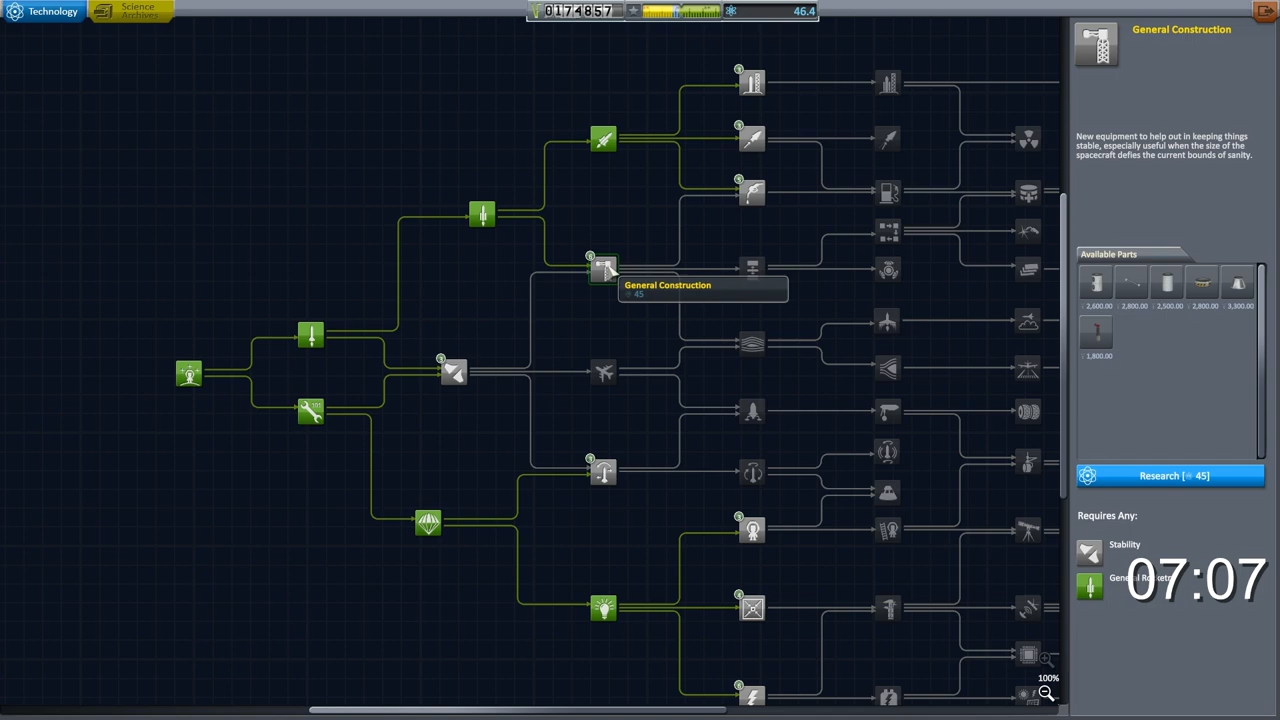 Technology
Science
Archives
0174857
46.4
General Construction
New equipment to help out in keeping things
stable, especially useful when the size of the
spacecraft defies the current bounds of sanity.
General Construction
45
Available Parts
2,600.00
2,800.00
2,500.00
2,800.00
3,300.00
1,800.00
101
Research [ 45]
Requires Any:
Stability
07:07
100%